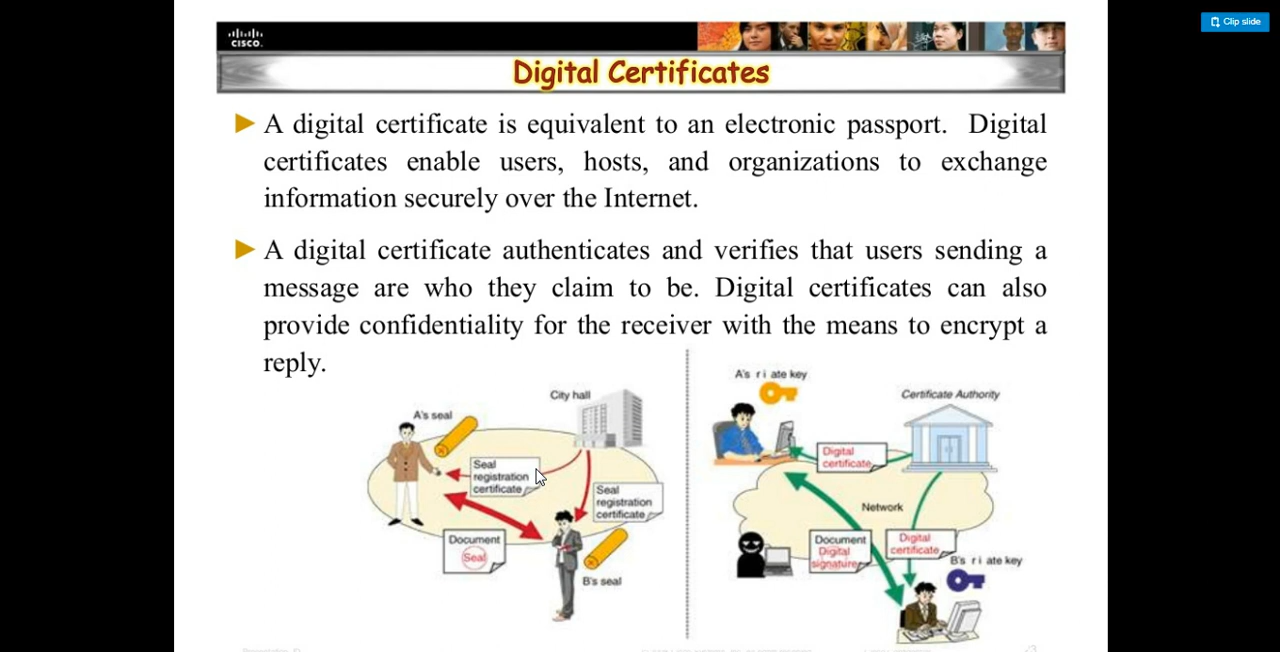 Clip slide
CISCO.
Digital Certificates
A digital certificate is equivalent to an electronic passport. Digital
certificates enable users, hosts, and organizations to exchange
information securely over the Internet.
A digital certificate authenticates and verifies that users sending a
message are who they claim to be. Digital certificates can also
provide confidentiality for the receiver with the means to encrypt a
reply.
City hall
A's seal
Seal
registration
certificate
Seal
registration
certificate
Document
Seal
B's seal
A's r i ate key
Certificate Authority
Digital
certificate
Network
Document
Digital
signature
Digital
certificate
B's r i ate key